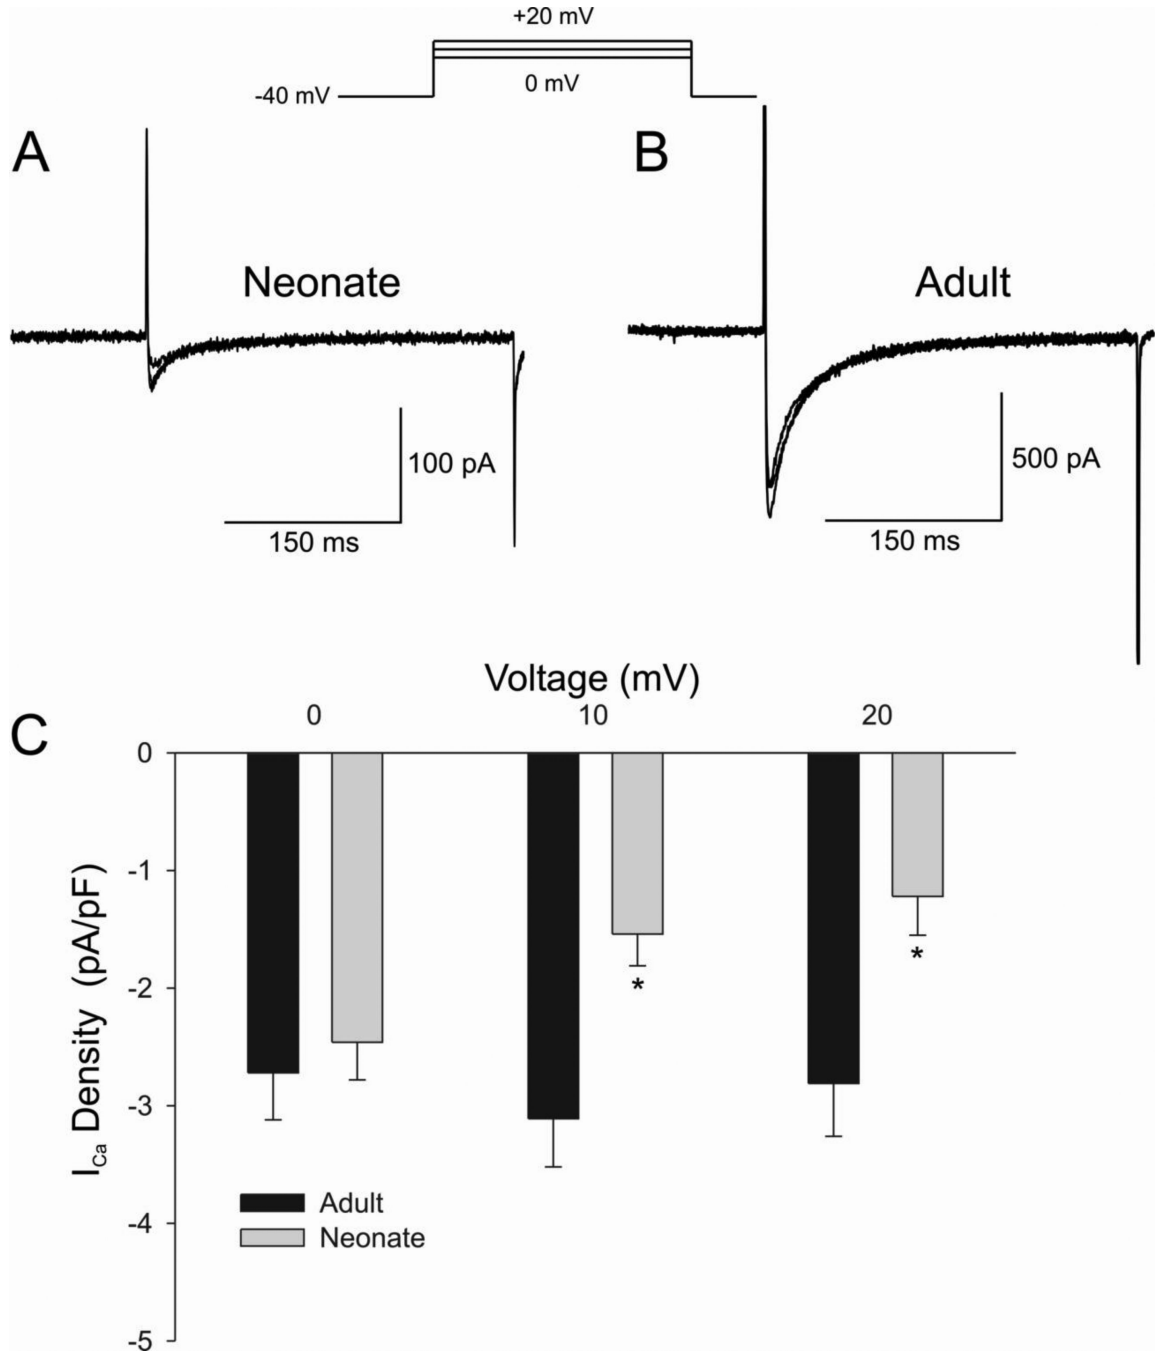 +20 mV
0 mV
-40 mV
A
B
Neonate
Adult
100 pA
150 ms
500 pA
150 ms
C
Voltage (mV)
0 10 20
0
-1
-2
-3
-4
-5
I_Ca Density (pA/pF)
*
*
Adult
Neonate